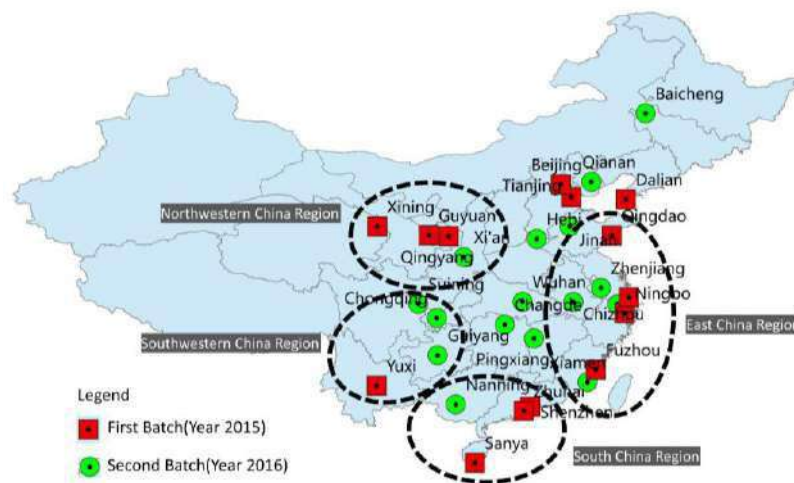 Baicheng
Beijing
Qianan
Tianjing
Dalian
Xining
Guyuan
Northwestern China Region
Hebi
Qingdao
Xi'an
Jinan
Qingyang
Zhenjiang
Suining
Wuhan
Ningbo
Chongqing
Changde
Chizhou
Southwestern China Region
Guiyang
East China Region
Fuzhou
Pingxiang
Xiamen
Yuxi
Nanning
Zhuhai
Shenzhen
Legend
First Batch(Year 2015)
Sanya
South China Region
Second Batch(Year 2016)